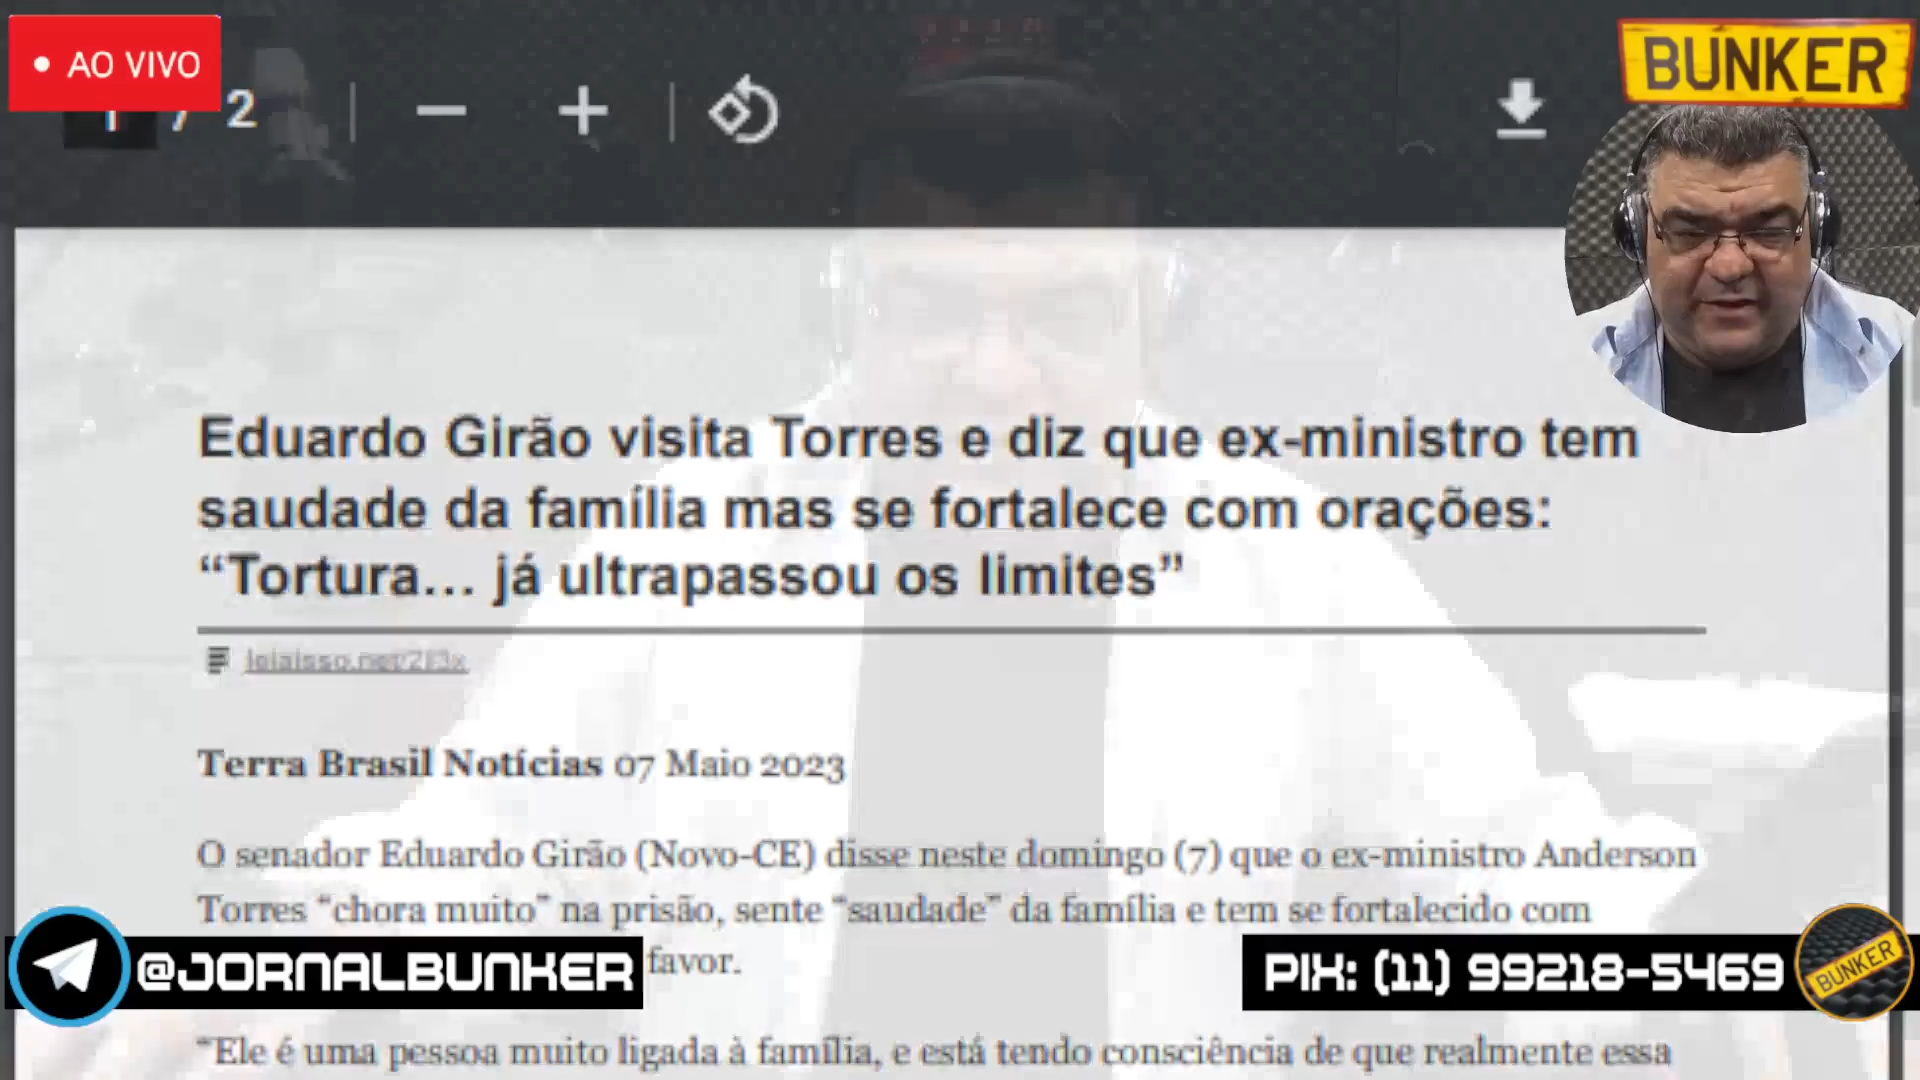 AO VIVO
BUNKER
/ 2
Eduardo Girão visita Torres e diz que ex-ministro tem
saudade da família mas se fortalece com orações:
“Tortura... já ultrapassou os limites”
Terra Brasil Notícias 07 Maio 2023
O senador Eduardo Girão (Novo-CE) disse neste domingo (7) que o ex-ministro Anderson
Torres “chora muito” na prisão, sente “saudade” da família e tem se fortalecido com
favor.
@JORNALBUNKER
PIX: (11) 99218-5469
BUNKER
“Ele é uma pessoa muito ligada à família, e está tendo consciência de que realmente essa